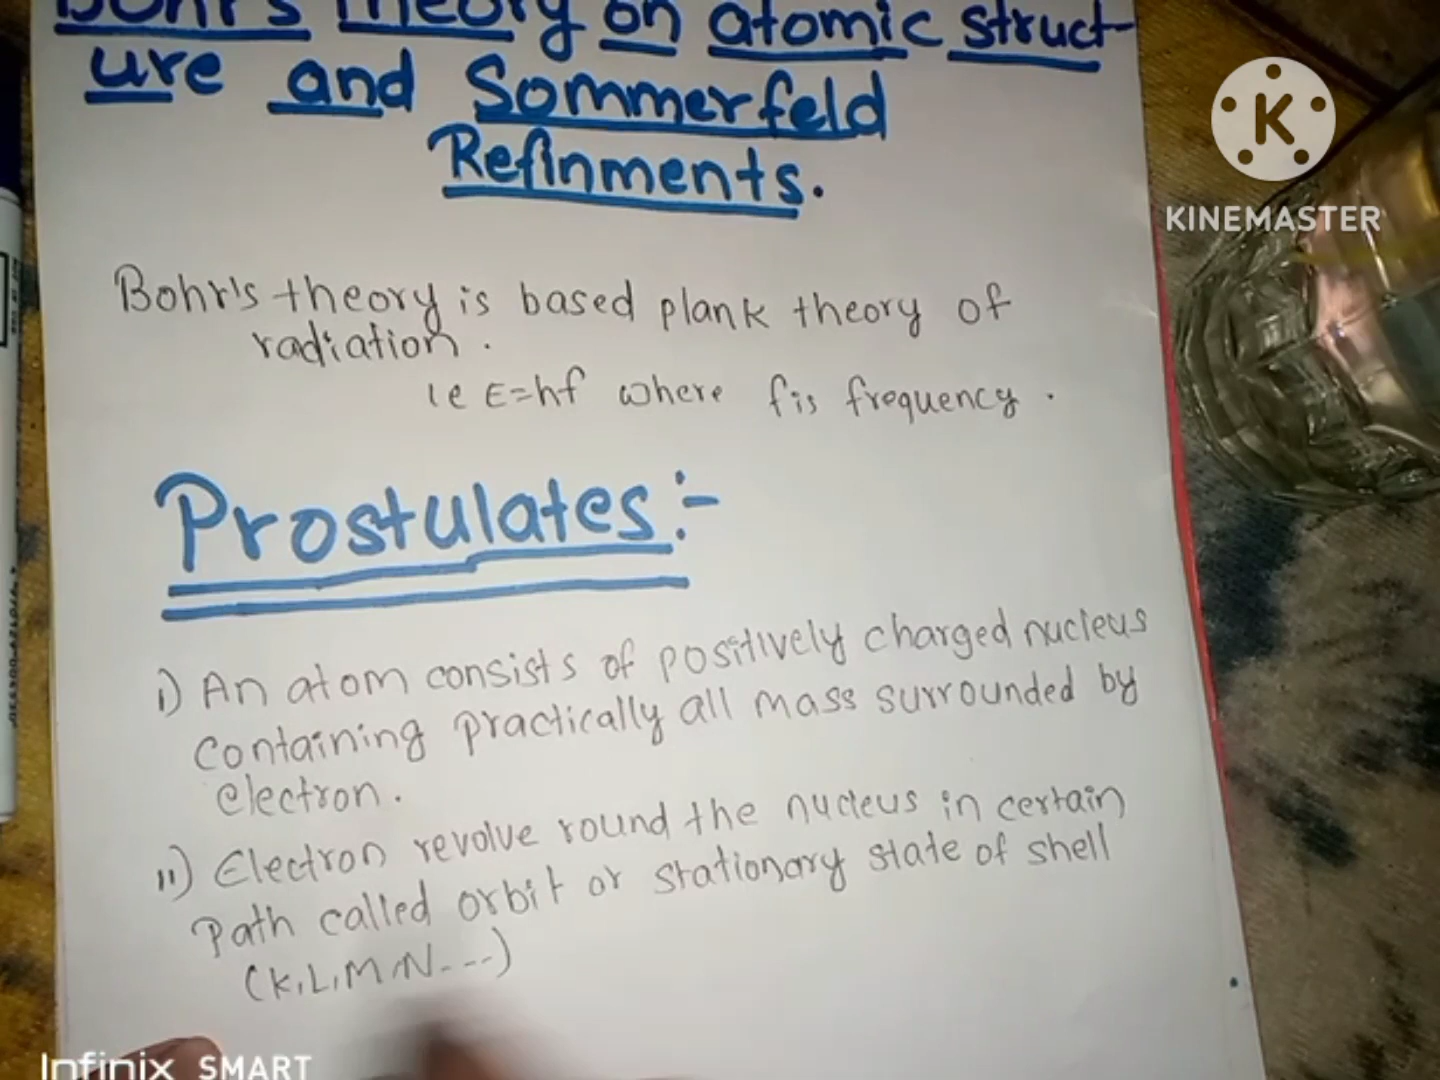 Bohr's theory on atomic struct-
ure and Sommerfeld
Refinments.
KINEMASTER
Bohr's theory is based plank theory of
radiation.
ie E=hf where f is frequency.
Prostulates:-
i) An atom consists of positively charged nucleus
containing practically all mass surrounded by
electron.
ii) Electron revolve round the nucleus in certain
path called orbit or stationary state of shell
(K,L,M,N---)
Infinix SMART